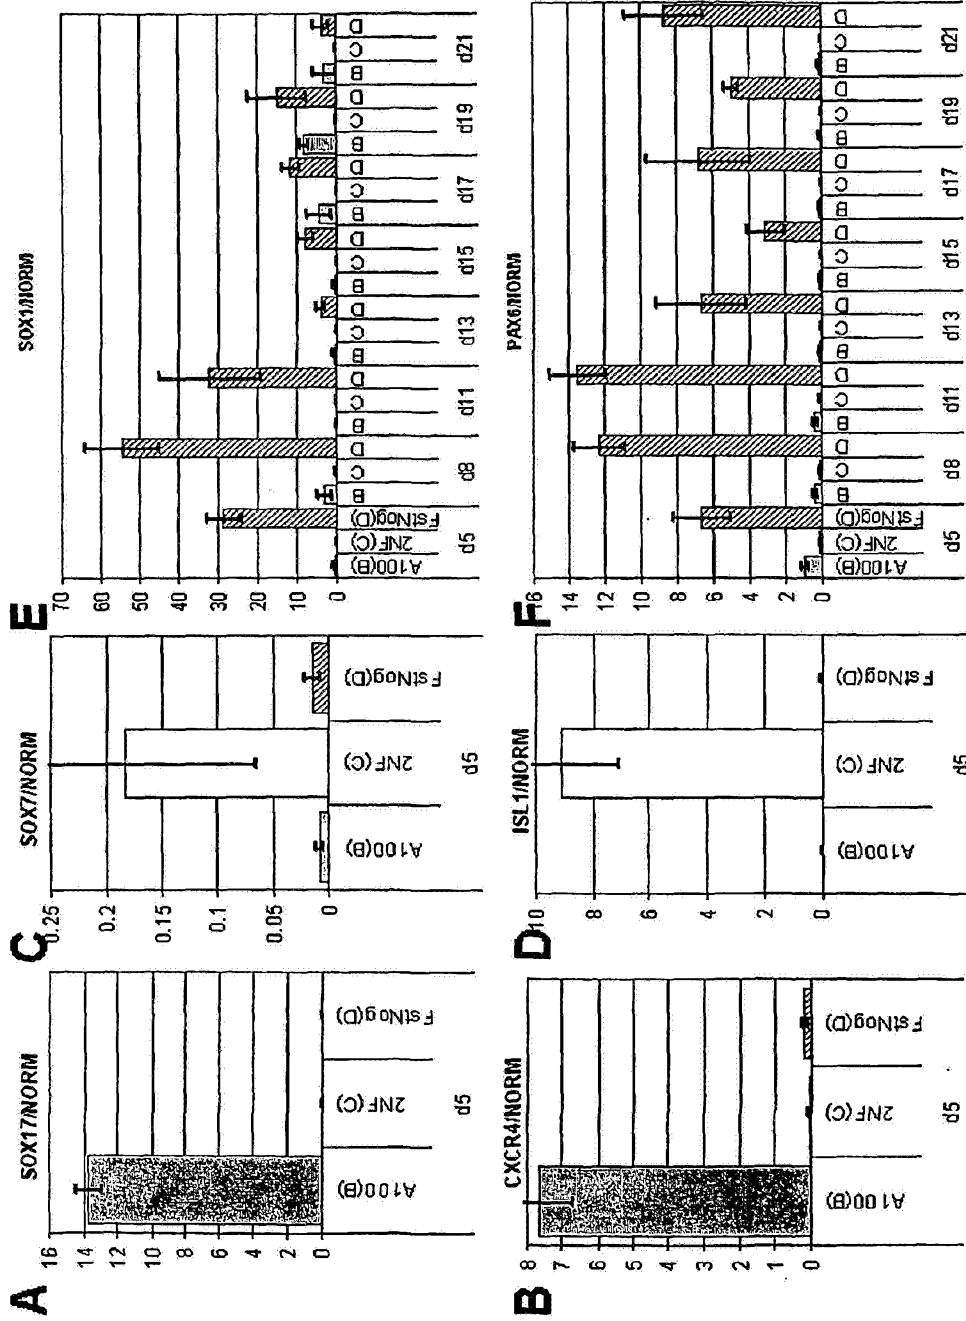 A
SOX17/NORM
16
14
12
10
8
6
4
2
0
A100(B)
2NF(C)
FstNog(D)
d5
B
CXCR4/NORM
8
7
6
5
4
3
2
1
0
A100(B)
2NF(C)
FstNog(D)
d5
C
SOX7/NORM
0.25
0.2
0.15
0.1
0.05
0
A100(B)
2NF(C)
FstNog(D)
d5
D
ISL1/NORM
10
8
6
4
2
0
A100(B)
2NF(C)
FstNog(D)
d5
E
SOX1/NORM
70
60
50
40
30
20
10
0
A100(B) 2NF(C) FstNog(D) B C D B C D B C D B C D B C D B C D B C D
d5 d8 d11 d13 d15 d17 d19 d21
F
PAX6/NORM
16
14
12
10
8
6
4
2
0
A100(B) 2NF(C) FstNog(D) B C D B C D B C D B C D B C D B C D B C D
d5 d8 d11 d13 d15 d17 d19 d21